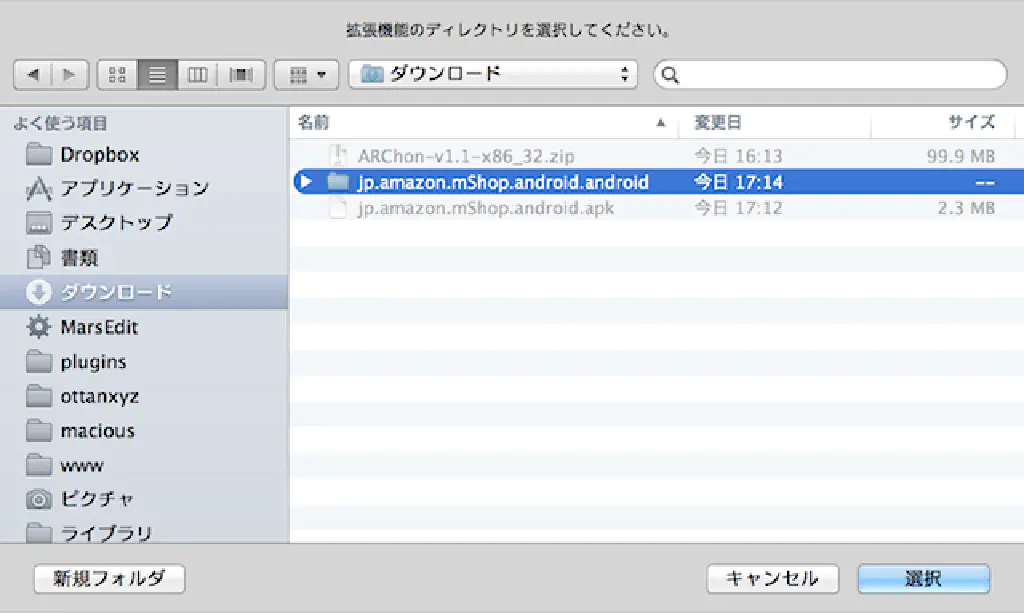 拡張機能のディレクトリを選択してください。
ダウンロード
よく使う項目
Dropbox
アプリケーション
デスクトップ
書類
ダウンロード
MarsEdit
plugins
ottanxyz
macious
www
ピクチャ
ライブラリ
名前 変更日 サイズ
ARChon-v1.1-x86_32.zip 今日 16:13 99.9 MB
jp.amazon.mShop.android.android 今日 17:14 --
jp.amazon.mShop.android.apk 今日 17:12 2.3 MB
新規フォルダ キャンセル 選択